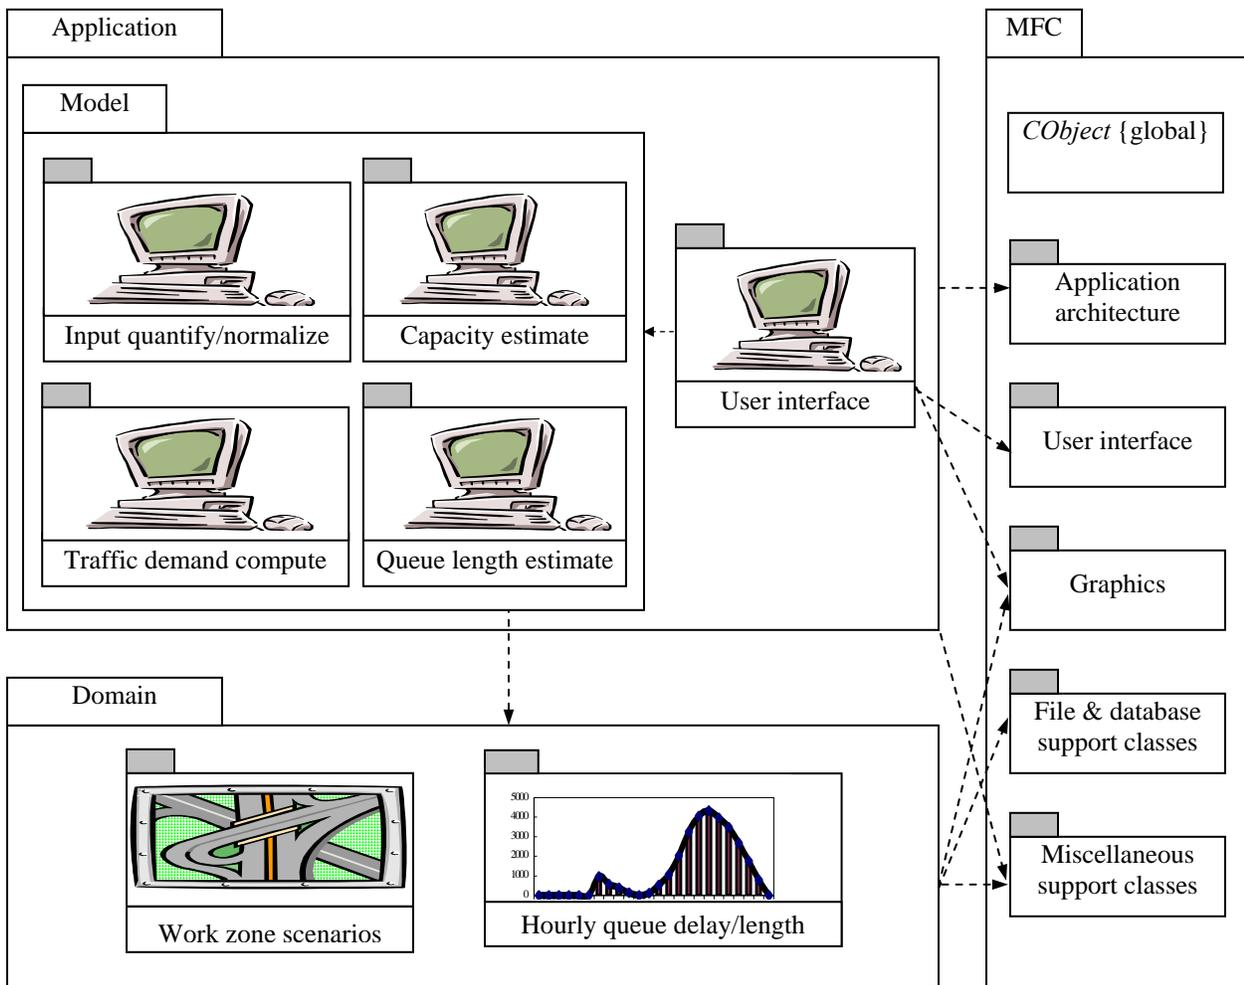 Application
MFC
Model
CObject {global}
Input quantify/normalize
Capacity estimate
User interface
Application
architecture
Traffic demand compute
Queue length estimate
User interface
Graphics
Domain
File & database
support classes
Work zone scenarios
5000
4000
3000
2000
1000
0
Hourly queue delay/length
Miscellaneous
support classes